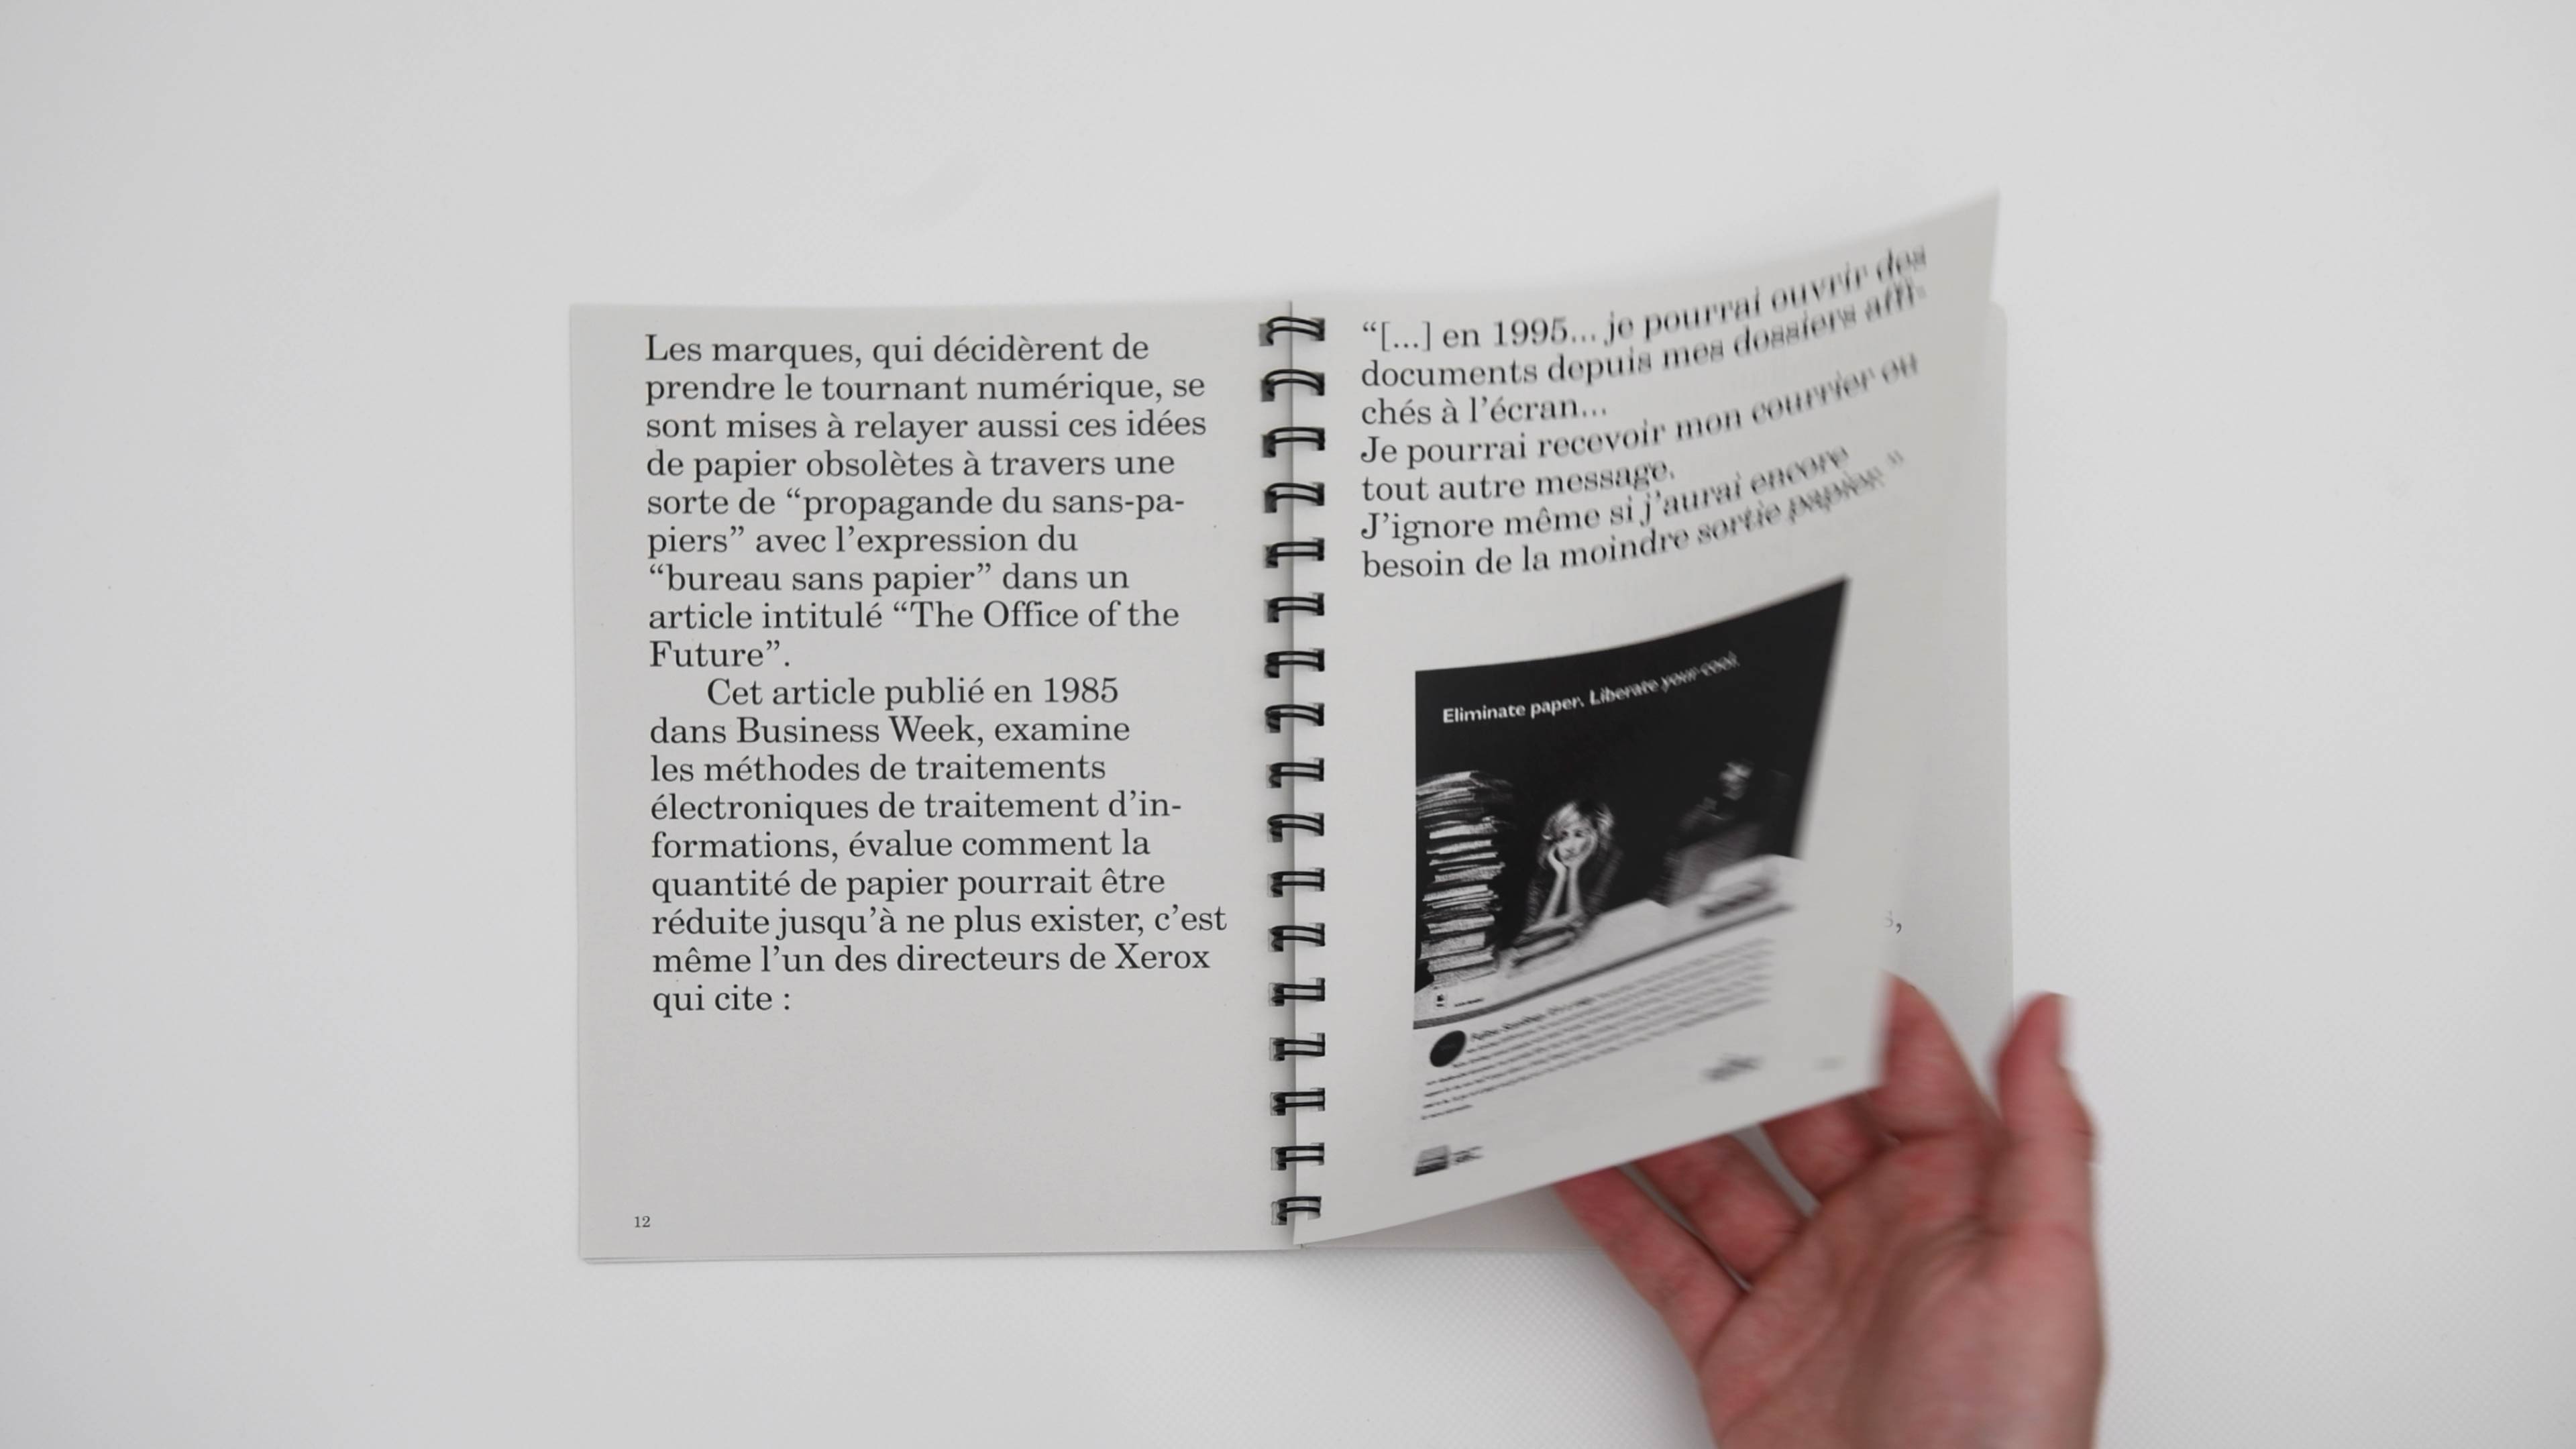 Les marques, qui décidèrent de
prendre le tournant numérique, se
sont mises à relayer aussi ces idées
de papier obsolètes à travers une
sorte de “propagande du sans-pa-
piers” avec l’expression du
“bureau sans papier” dans un
article intitulé “The Office of the
Future”.
Cet article publié en 1985
dans Business Week, examine
les méthodes de traitements
électroniques de traitement d’in-
formations, évalue comment la
quantité de papier pourrait être
réduite jusqu’à ne plus exister, c’est
même l’un des directeurs de Xerox
qui cite :
12
“[...] en 1995... je pourrai ouvrir des
documents depuis mes dossiers affi-
chés à l’écran...
Je pourrai recevoir mon courrier ou
tout autre message.
J’ignore même si j’aurai encore
besoin de la moindre sortie papier. ”
Eliminate paper. Liberate your cool.